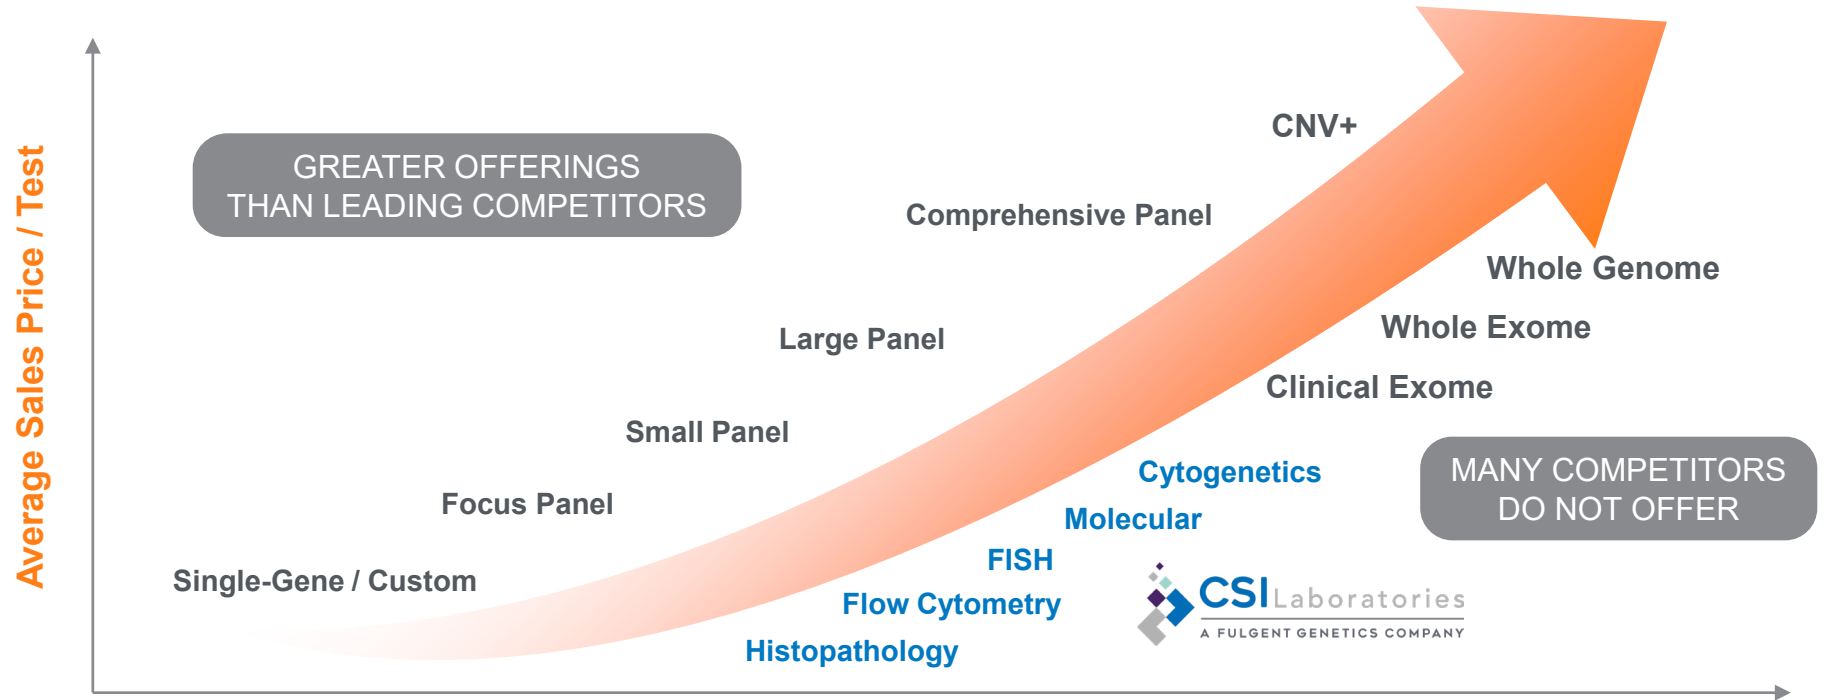 Average Sales Price / Test
GREATER OFFERINGS
THAN LEADING COMPETITORS
CNV+
Comprehensive Panel
Large Panel
Small Panel
Focus Panel
Single-Gene / Custom
Whole Genome
Whole Exome
Clinical Exome
Cytogenetics
Molecular
FISH
Flow Cytometry
Histopathology
MANY COMPETITORS
DO NOT OFFER
CSI Laboratories
A FULGENT GENETICS COMPANY